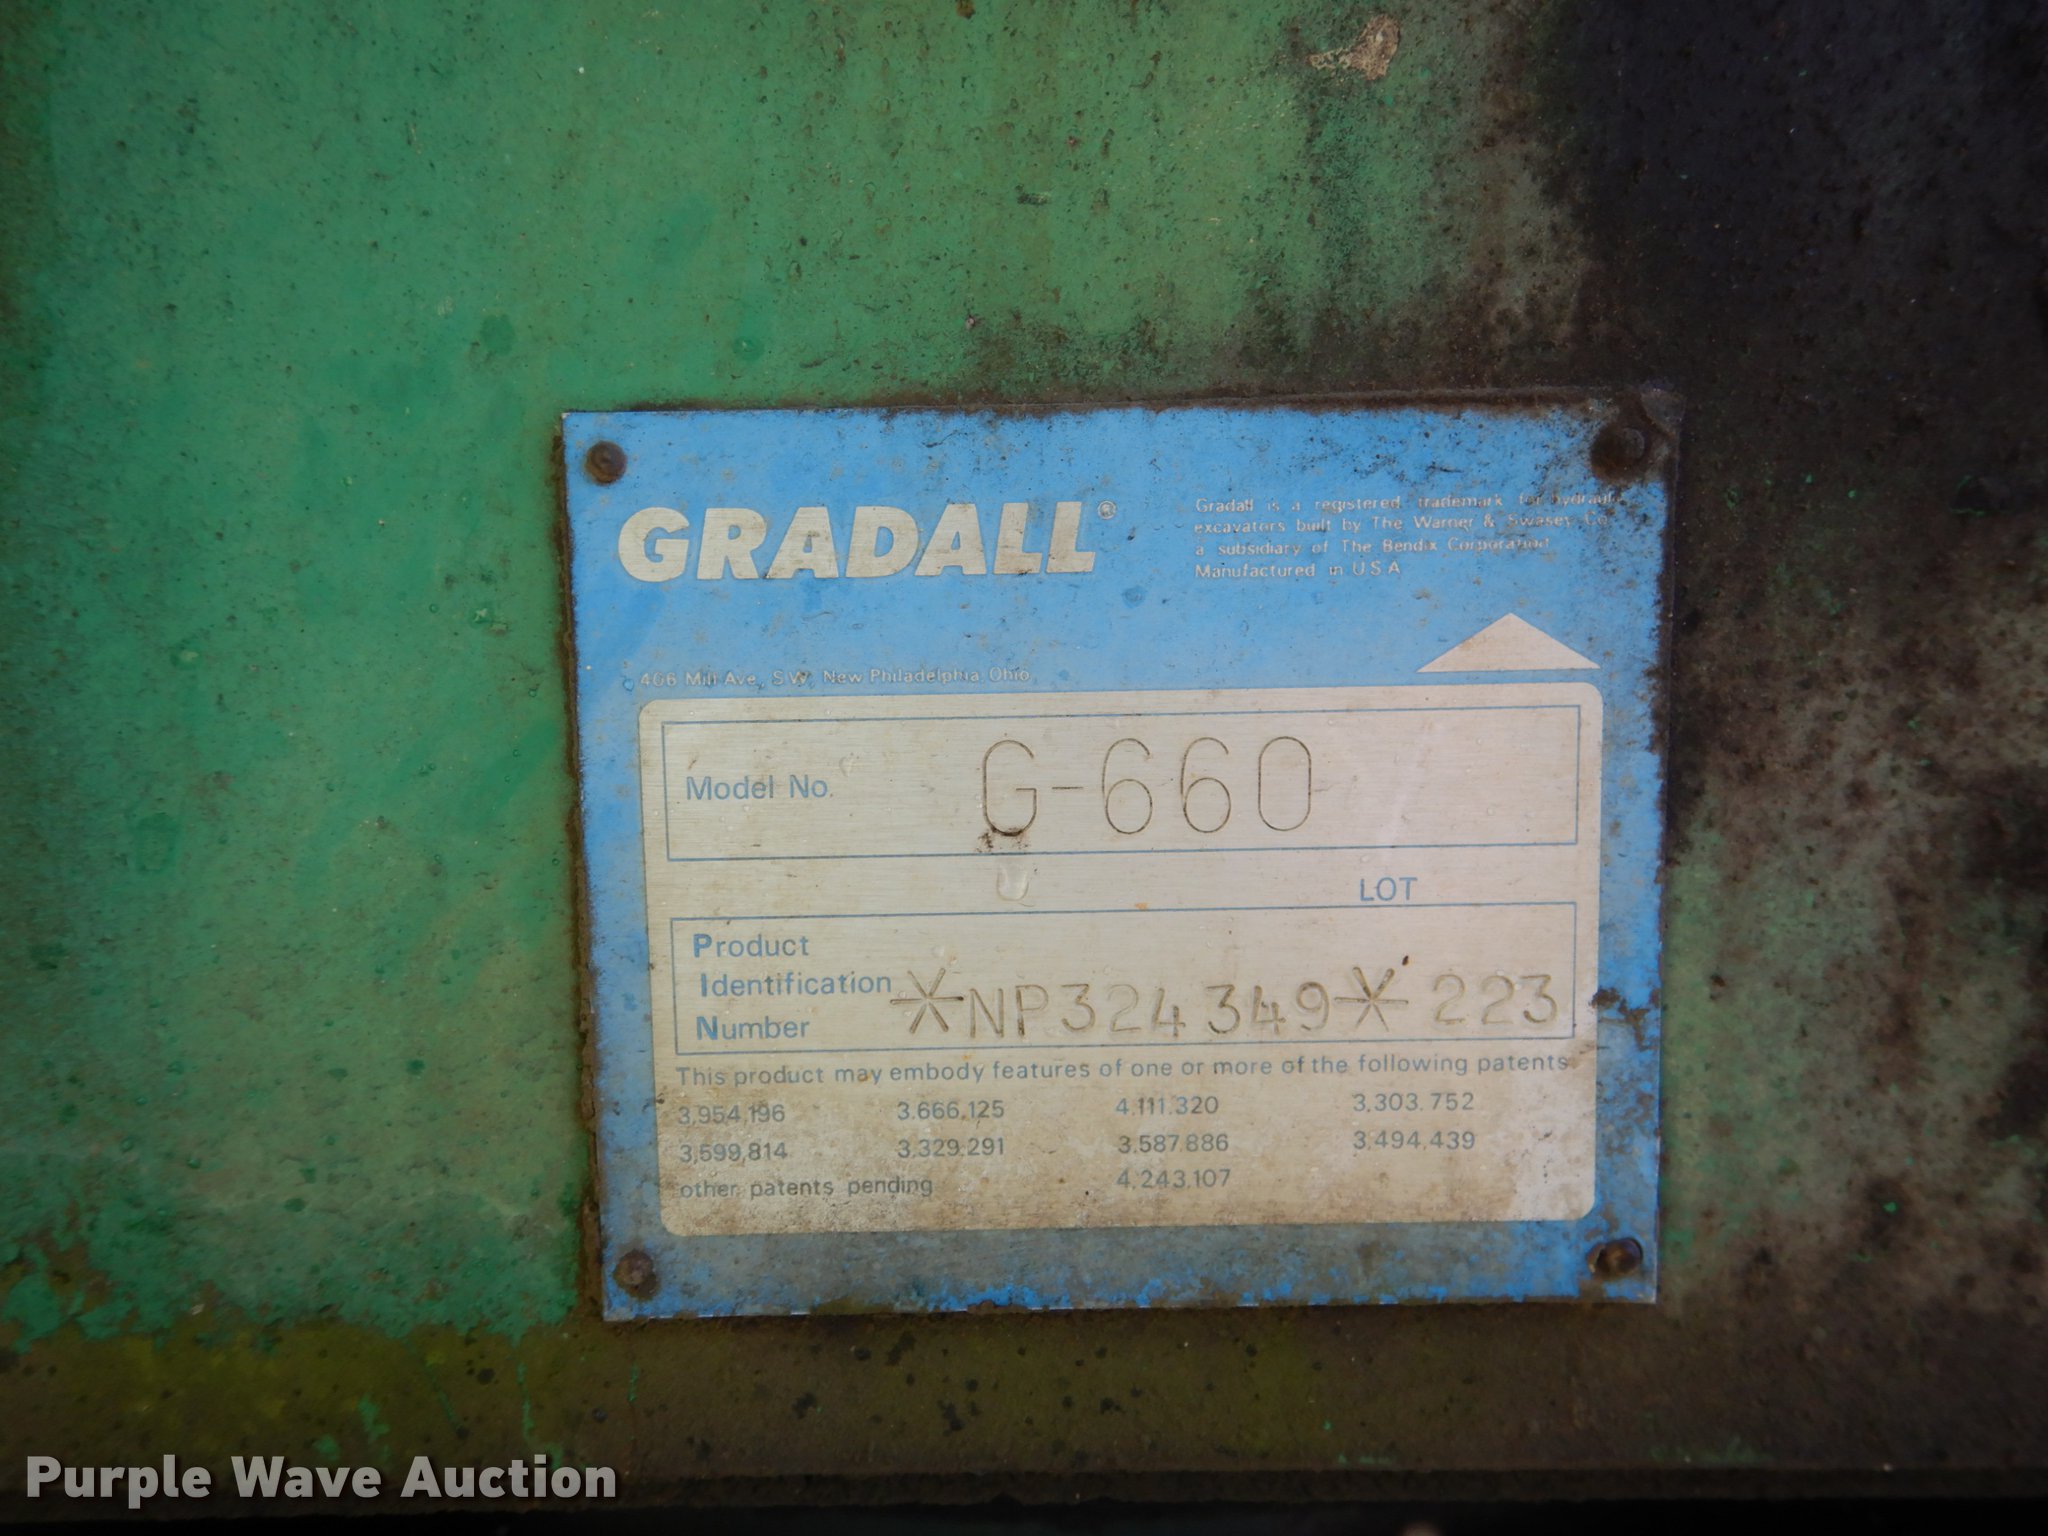 GRADALL®
Gradall is a registered trademark for hydraulic
excavators built by The Warner & Swasey Co.
a subsidiary of The Bendix Corporation
Manufactured in U.S.A
406 Mill Ave., S.W. New Philadelphia, Ohio
Model No. G-660
LOT
Product
Identification
Number *NP324349* 223
This product may embody features of one or more of the following patents
3,954,196 3,666,125 4,111,320 3,303,752
3,599,814 3,329,291 3,587,886 3,494,439
other patents pending 4,243,107
Purple Wave Auction